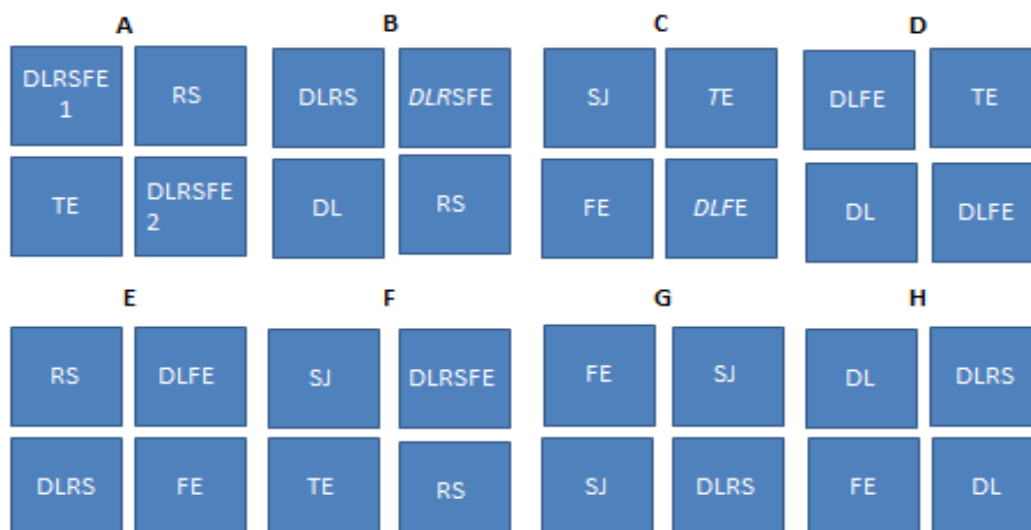 A B C D
DLRSFE RS DLRS DLRSFE SJ TE DLFE TE
1
TE DLRSFE DL RS FE DLFE DL DLFE
2
E F G H
RS DLFE SJ DLRSFE FE SJ DL DLRS
DLRS FE TE RS SJ DLRS FE DL